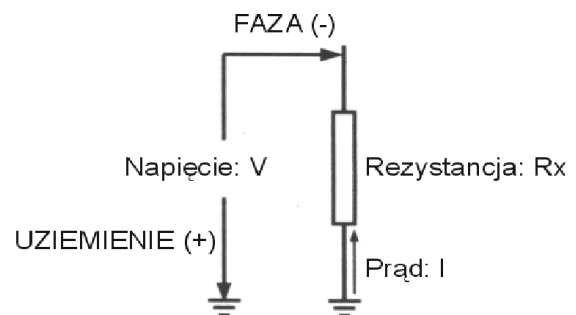 FAZA (-)
Napięcie: V
Rezystancja: Rx
UZIEMIENIE (+)
Prąd: I